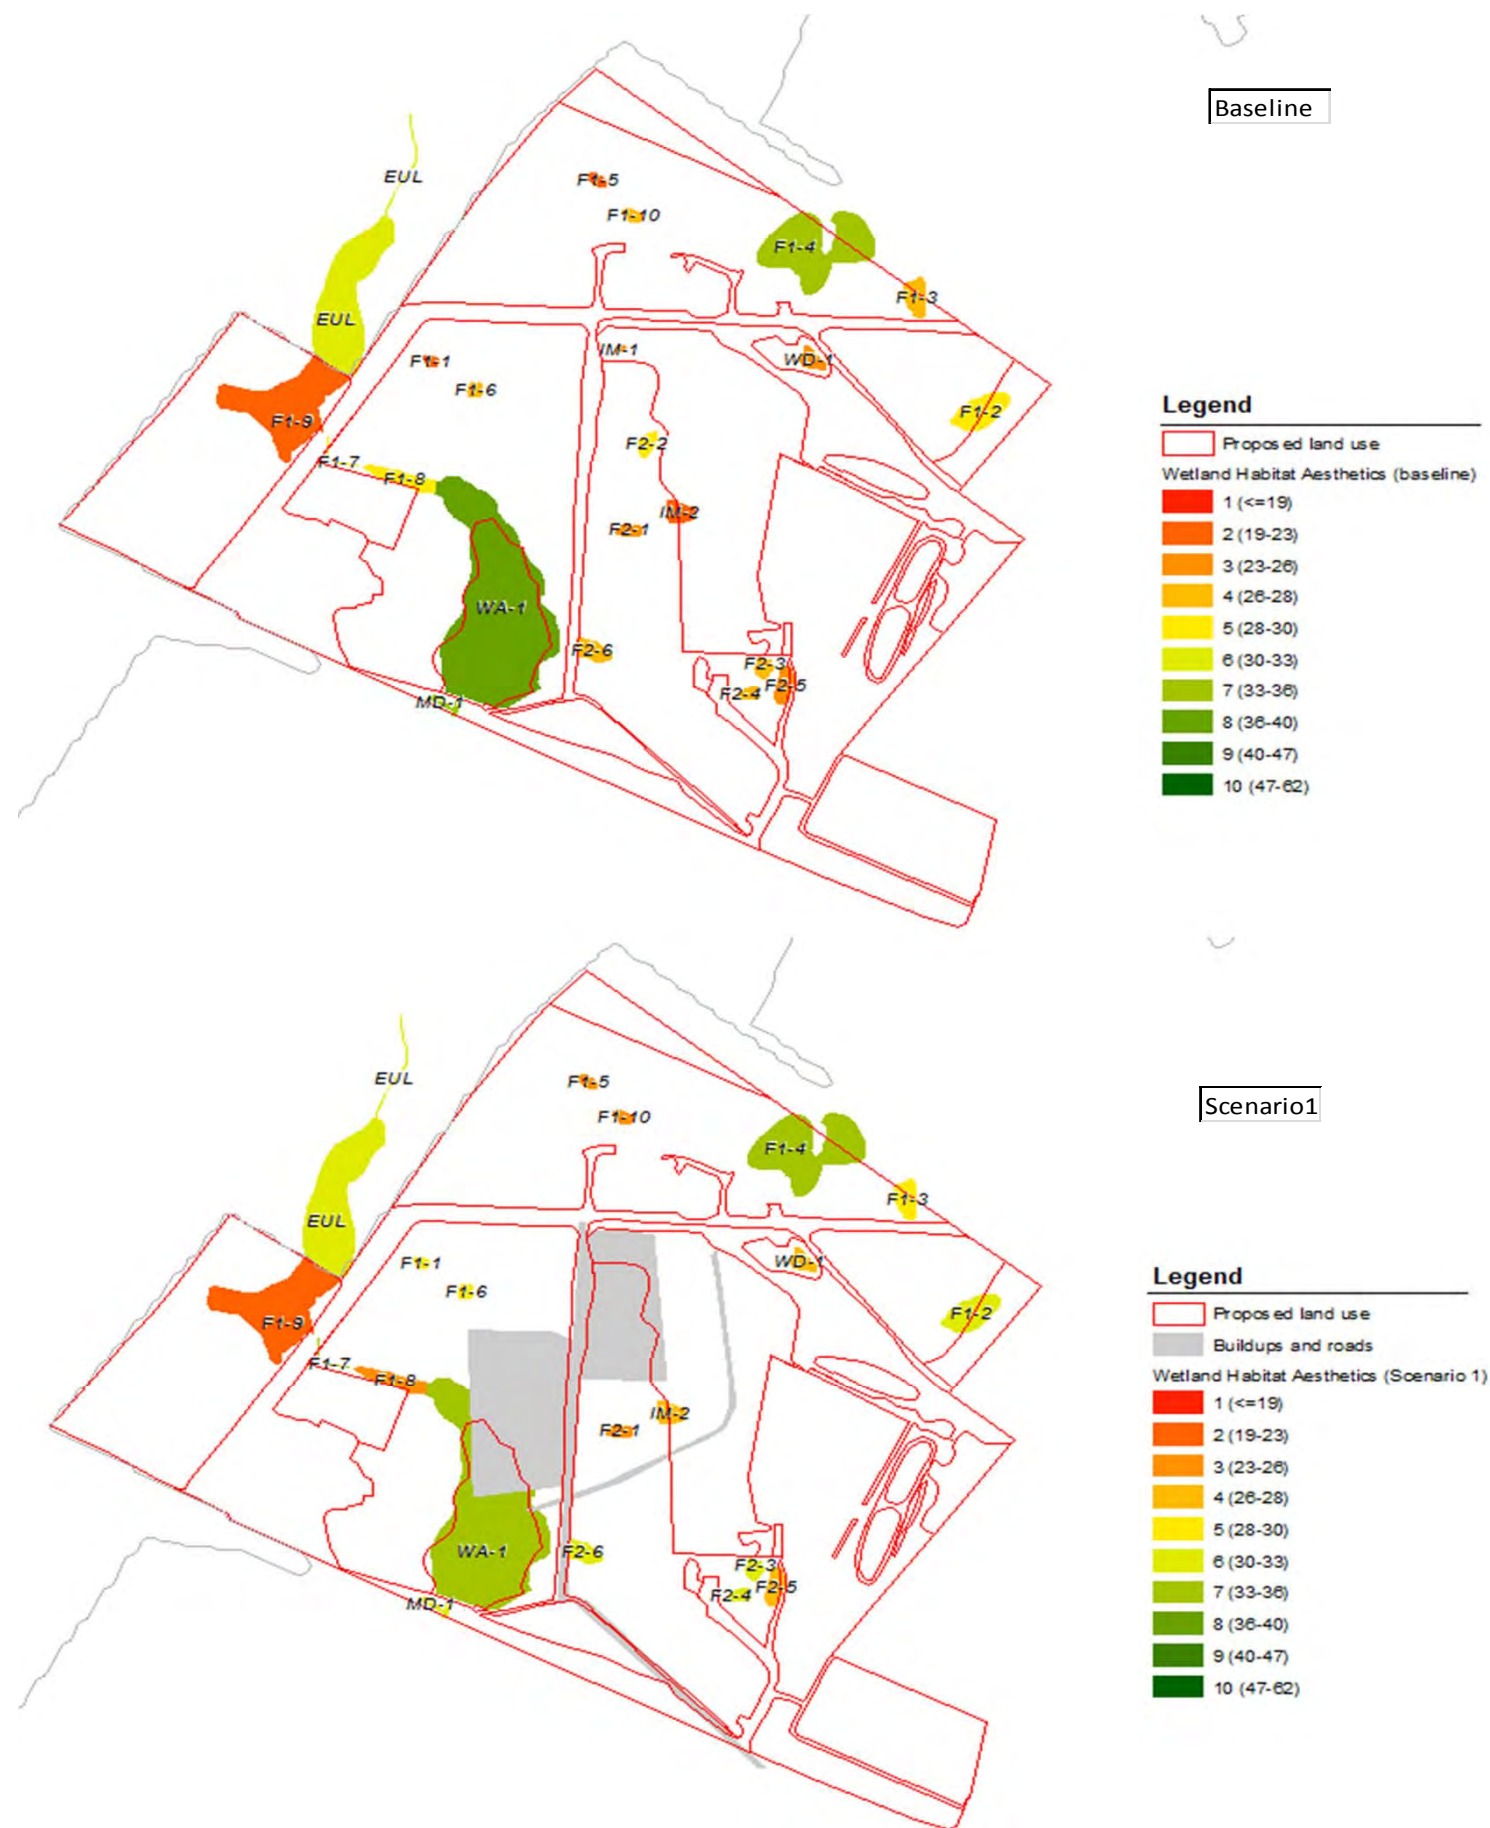 Baseline
EUL
F1-5
F1-10
F1-4
F1-3
EUL
IM-1
WD-1
F1-1
F1-6
F1-2
F1-9
F2-2
F1-7
F1-8
IM-2
F2-1
WA-1
F2-6
F2-3
F2-5
F2-4
MD-1
Legend
Proposed land use
Wetland Habitat Aesthetics (baseline)
1 (<=19)
2 (19-23)
3 (23-26)
4 (26-28)
5 (28-30)
6 (30-33)
7 (33-36)
8 (36-40)
9 (40-47)
10 (47-62)
Scenario1
EUL
F1-5
F1-10
F1-4
F1-3
EUL
WD-1
F1-1
F1-6
F1-2
F1-9
F1-7
F1-8
IM-2
F2-1
WA-1
F2-6
F2-3
F2-5
F2-4
MD-1
Legend
Proposed land use
Buildups and roads
Wetland Habitat Aesthetics (Scenario 1)
1 (<=19)
2 (19-23)
3 (23-26)
4 (26-28)
5 (28-30)
6 (30-33)
7 (33-36)
8 (36-40)
9 (40-47)
10 (47-62)